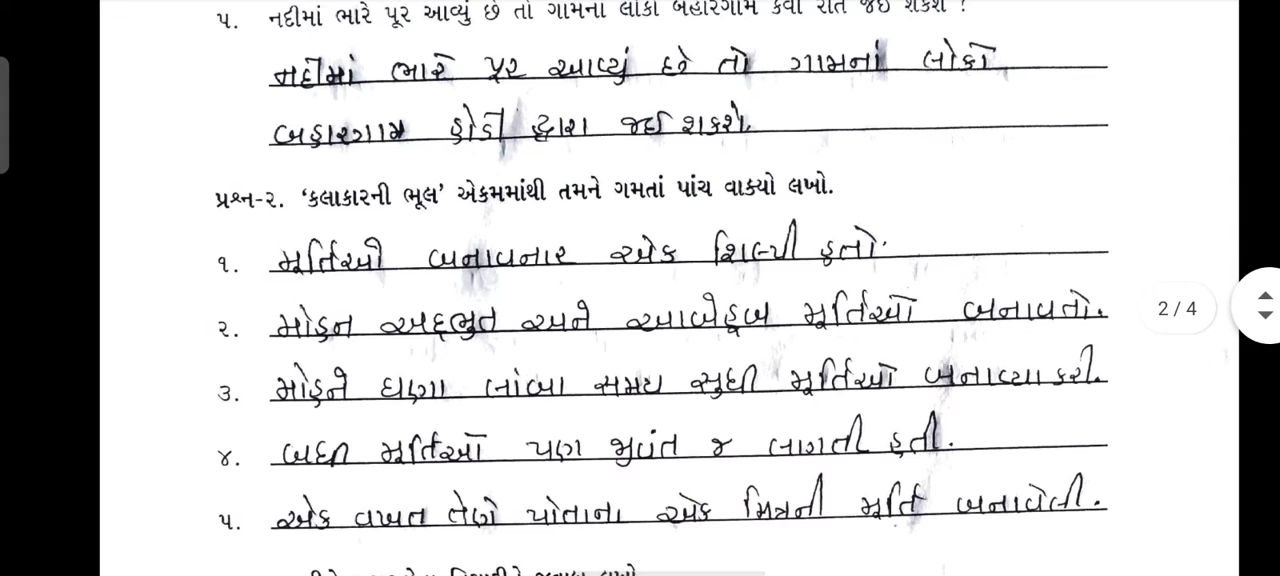 ૫. નદીમાં ભારે પૂર આવ્યું છે તો ગામના લોકો બહારગામ કેવી રીતે જઈ શકશે ?
નદીમાં ભારે પૂર આવ્યું છે તો ગામનાં લોકો
બહારગામ હોડી દ્વારા જઈ શકશે.
પ્રશ્ન-૨. ‘કલાકારની ભૂલ’ એકમમાંથી તમને ગમતાં પાંચ વાક્યો લખો.
૧. મૂર્તિઓ બનાવનાર એક શિલ્પી હતો.
૨. મોહન અદ્દભુત અને આબેહૂબ મૂર્તિઓ બનાવતો.
૩. મોહને ઘણા લાંબા સમય સુધી મૂર્તિઓ બનાવ્યા કરી.
૪. બધી મૂર્તિઓ પણ જીવંત જ લાગતી હતી.
૫. એક વખત તેણે પોતાના એક મિત્રની મૂર્તિ બનાવેલી.
2/4